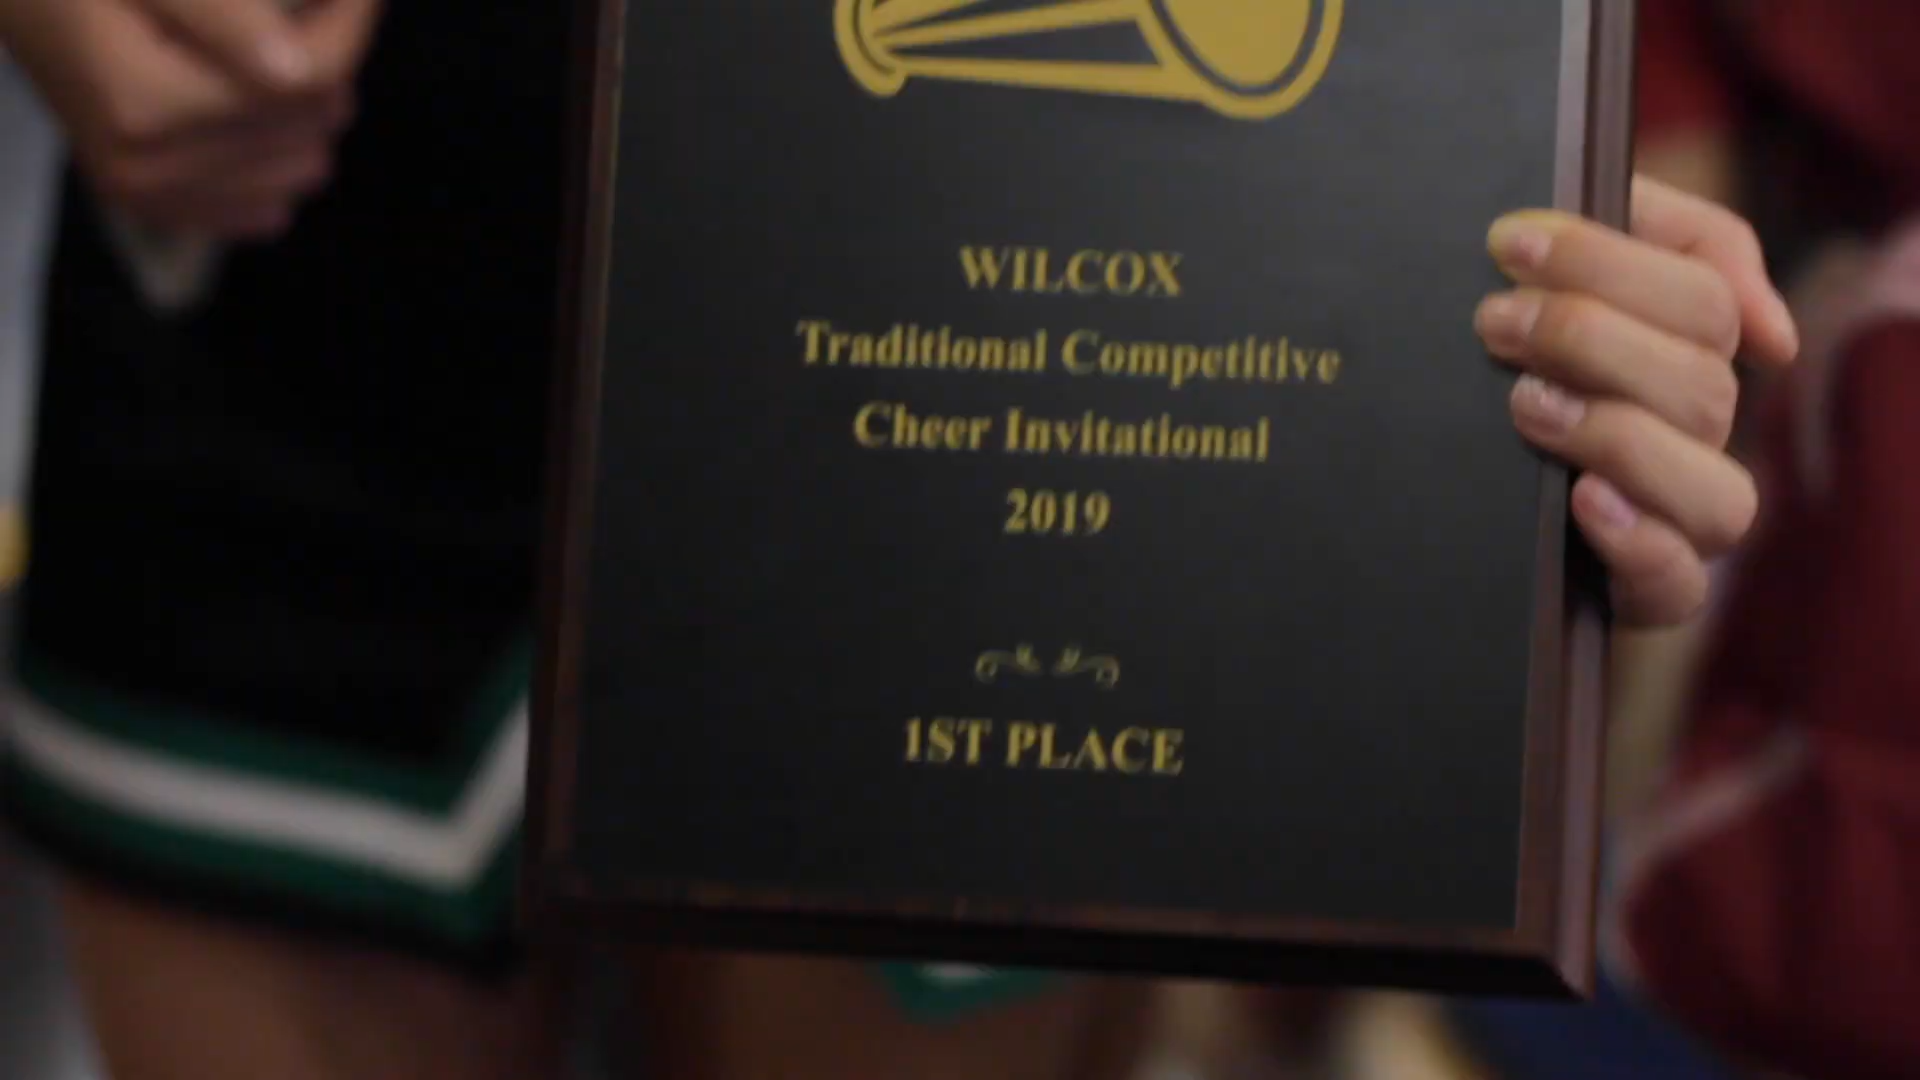 WILCOX
Traditional Competitive
Cheer Invitational
2019
1ST PLACE